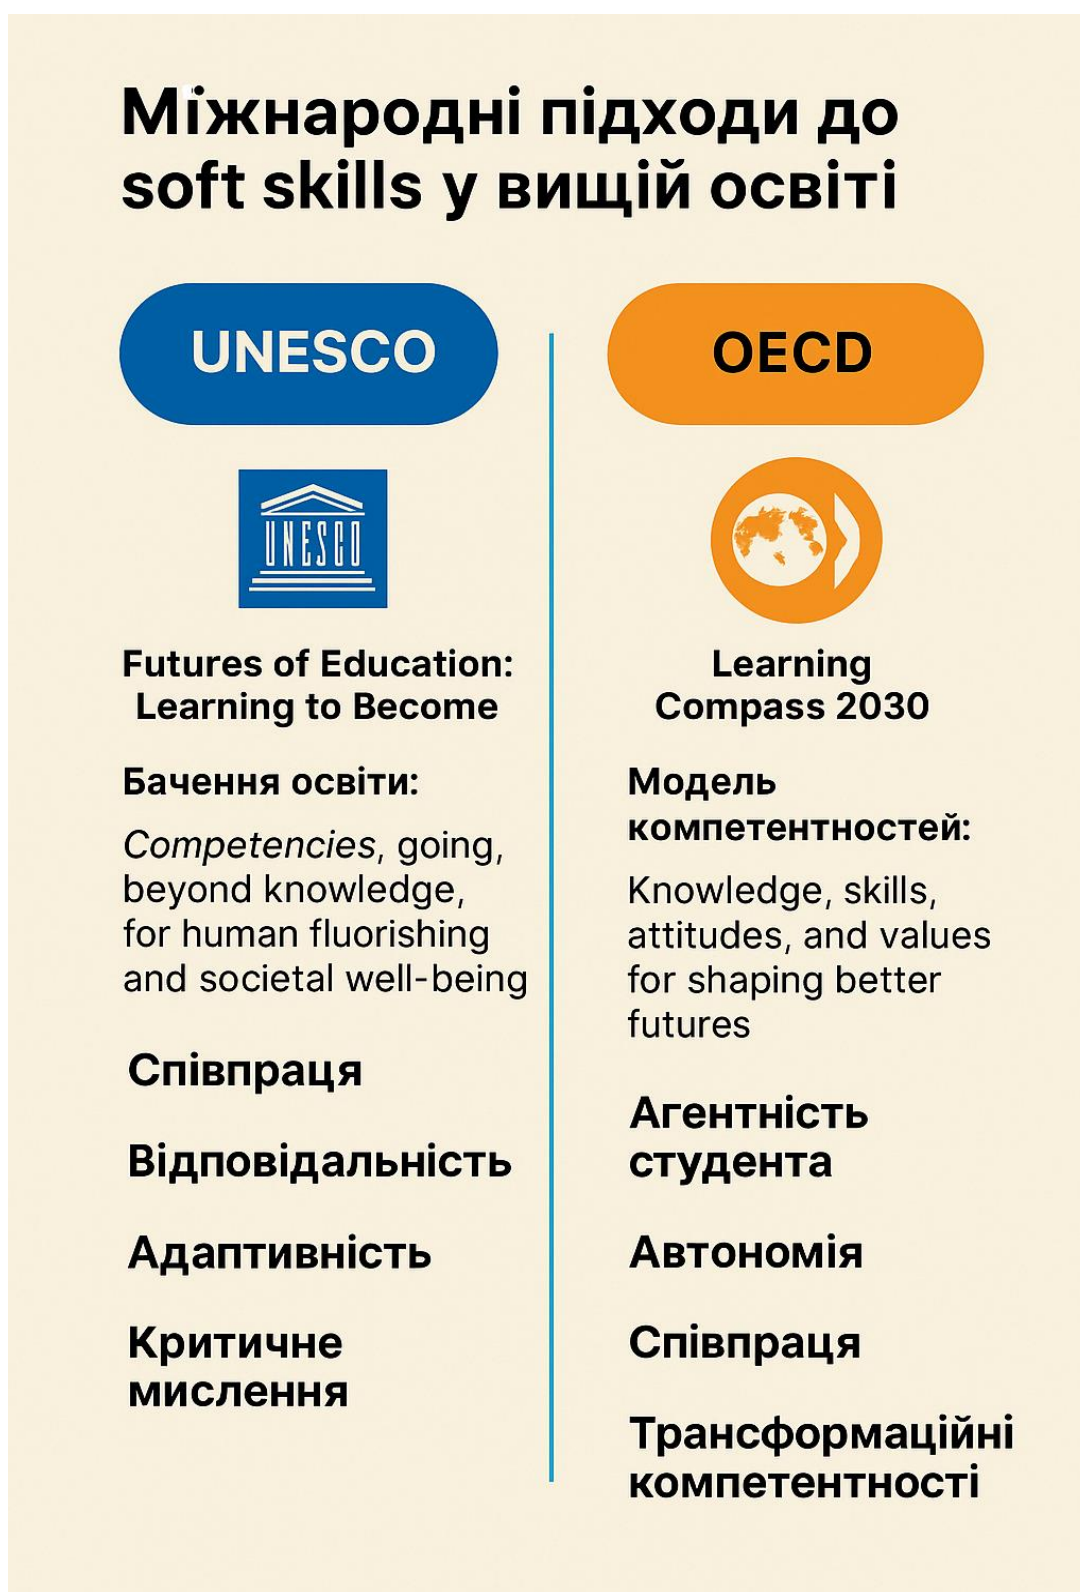 Міжнародні підходи до
soft skills у вищій освіті
UNESCO
UNESCO
Futures of Education:
Learning to Become
Бачення освіти:
Competencies, going,
beyond knowledge,
for human fluorishing
and societal well-being
Співпраця
Відповідальність
Адаптивність
Критичне
мислення
OECD
Learning
Compass 2030
Модель
компетентностей:
Knowledge, skills,
attitudes, and values
for shaping better
futures
Агентність
студента
Автономія
Співпраця
Трансформаційні
компетентності